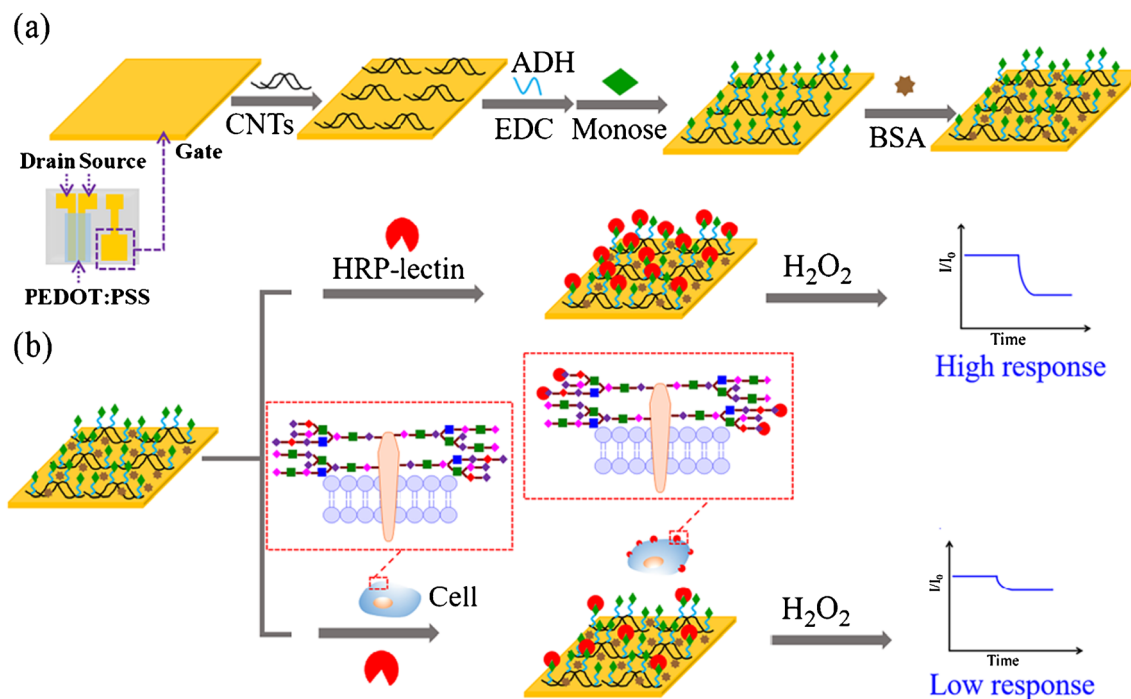 (a)
CNTs
ADH
EDC
Monose
BSA
Gate
Drain Source
PEDOT:PSS
(b)
HRP-lectin
H₂O₂
I/I₀
Time
High response
Cell
H₂O₂
I/I₀
Time
Low response